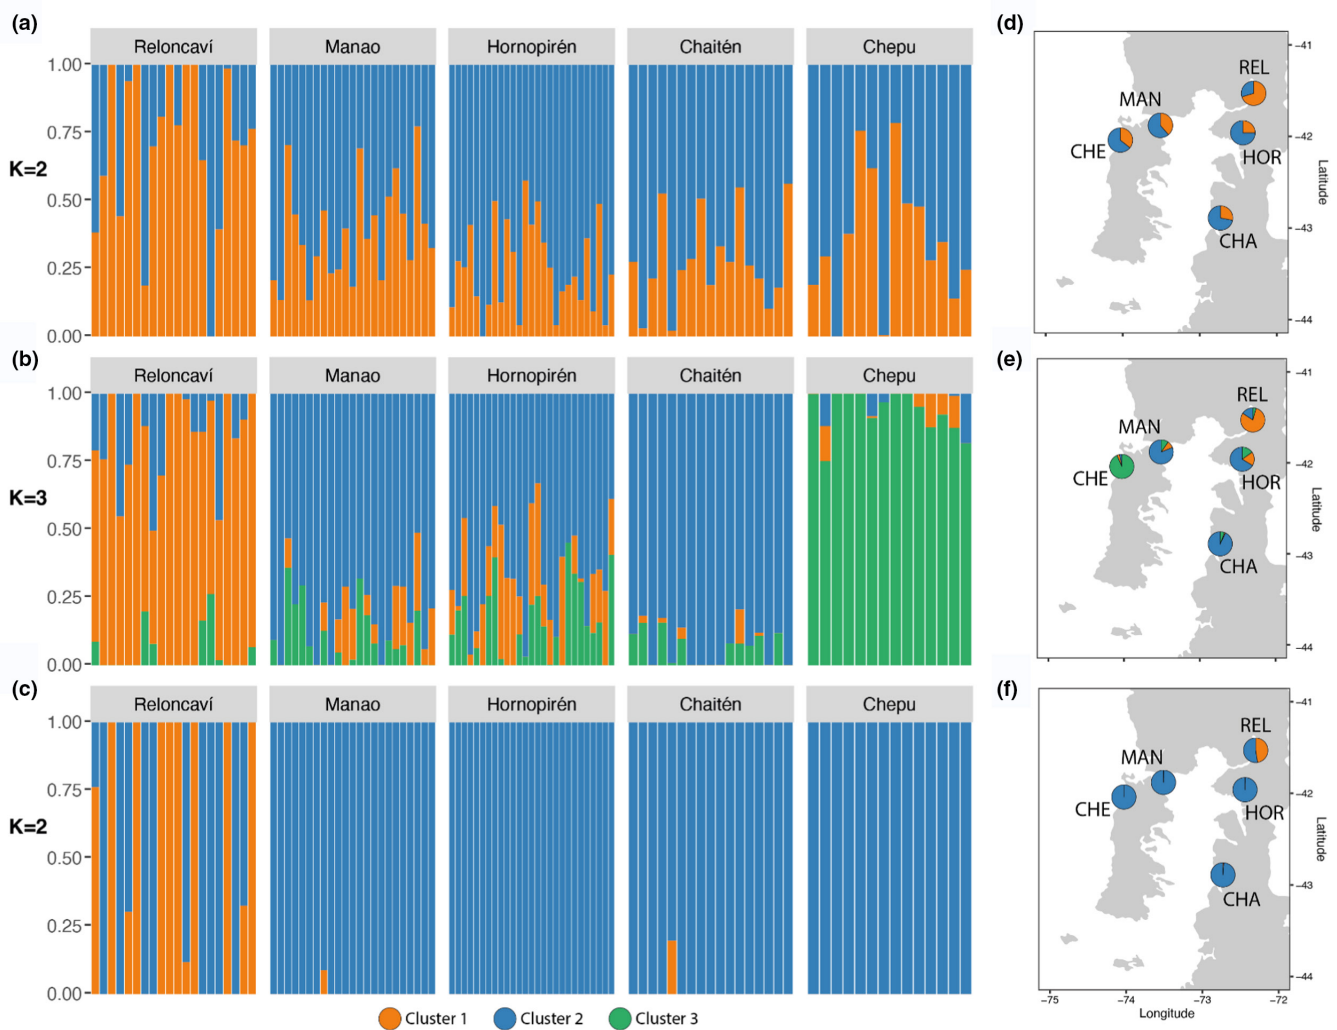 (a)
Reloncaví Manao Hornopirén Chaitén Chepu
1.00
0.75
K=2
0.50
0.25
0.00
(d)
REL
MAN
CHE
HOR
CHA
-41
-42
-43
-44
Latitude
(b)
Reloncaví Manao Hornopirén Chaitén Chepu
1.00
0.75
K=3
0.50
0.25
0.00
(e)
REL
MAN
CHE
HOR
CHA
-41
-42
-43
-44
Latitude
(c)
Reloncaví Manao Hornopirén Chaitén Chepu
1.00
0.75
K=2
0.50
0.25
0.00
(f)
REL
MAN
CHE
HOR
CHA
-41
-42
-43
-44
Latitude
-75 -74 -73 -72
Longitude
Cluster 1 Cluster 2 Cluster 3